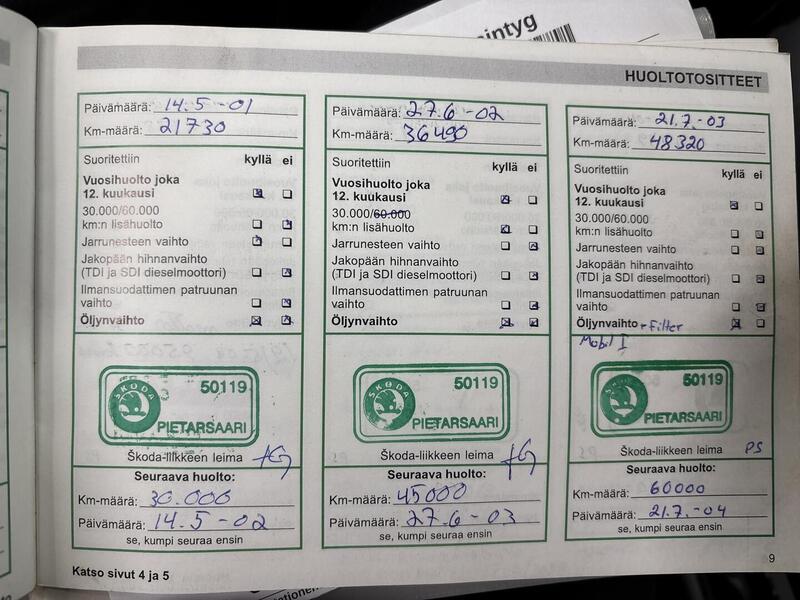 intyg
HUOLTOTOSITTEET
Päivämäärä: 14.5 -01
Km-määrä: 21730
Suoritettiin kyllä ei
Vuosihuolto joka
12. kuukausi
30.000/60.000
km:n lisähuolto
Jarrunesteen vaihto
Jakopään hihnanvaihto
(TDI ja SDI dieselmoottori)
Ilmansuodattimen patruunan
vaihto
Öljynvaihto
ŠKODA
50119
PIETARSAARI
Škoda-liikkeen leima
Seuraava huolto:
Km-määrä: 30.000
Päivämäärä: 14.5 -02
se, kumpi seuraa ensin
Päivämäärä: 27.6 -02
Km-määrä: 36490
Suoritettiin kyllä ei
Vuosihuolto joka
12. kuukausi
30.000/60.000
km:n lisähuolto
Jarrunesteen vaihto
Jakopään hihnanvaihto
(TDI ja SDI dieselmoottori)
Ilmansuodattimen patruunan
vaihto
Öljynvaihto
ŠKODA
50119
PIETARSAARI
Škoda-liikkeen leima
Seuraava huolto:
Km-määrä: 45000
Päivämäärä: 27.6 -03
se, kumpi seuraa ensin
Päivämäärä: 21.7.-03
Km-määrä: 48320
Suoritettiin kyllä ei
Vuosihuolto joka
12. kuukausi
30.000/60.000
km:n lisähuolto
Jarrunesteen vaihto
Jakopään hihnanvaihto
(TDI ja SDI dieselmoottori)
Ilmansuodattimen patruunan
vaihto
Öljynvaihto + Filter
Mobil I
ŠKODA
50119
PIETARSAARI
Škoda-liikkeen leima PS
Seuraava huolto:
Km-määrä: 60000
Päivämäärä: 21.7.-04
se, kumpi seuraa ensin
Katso sivut 4 ja 5
9